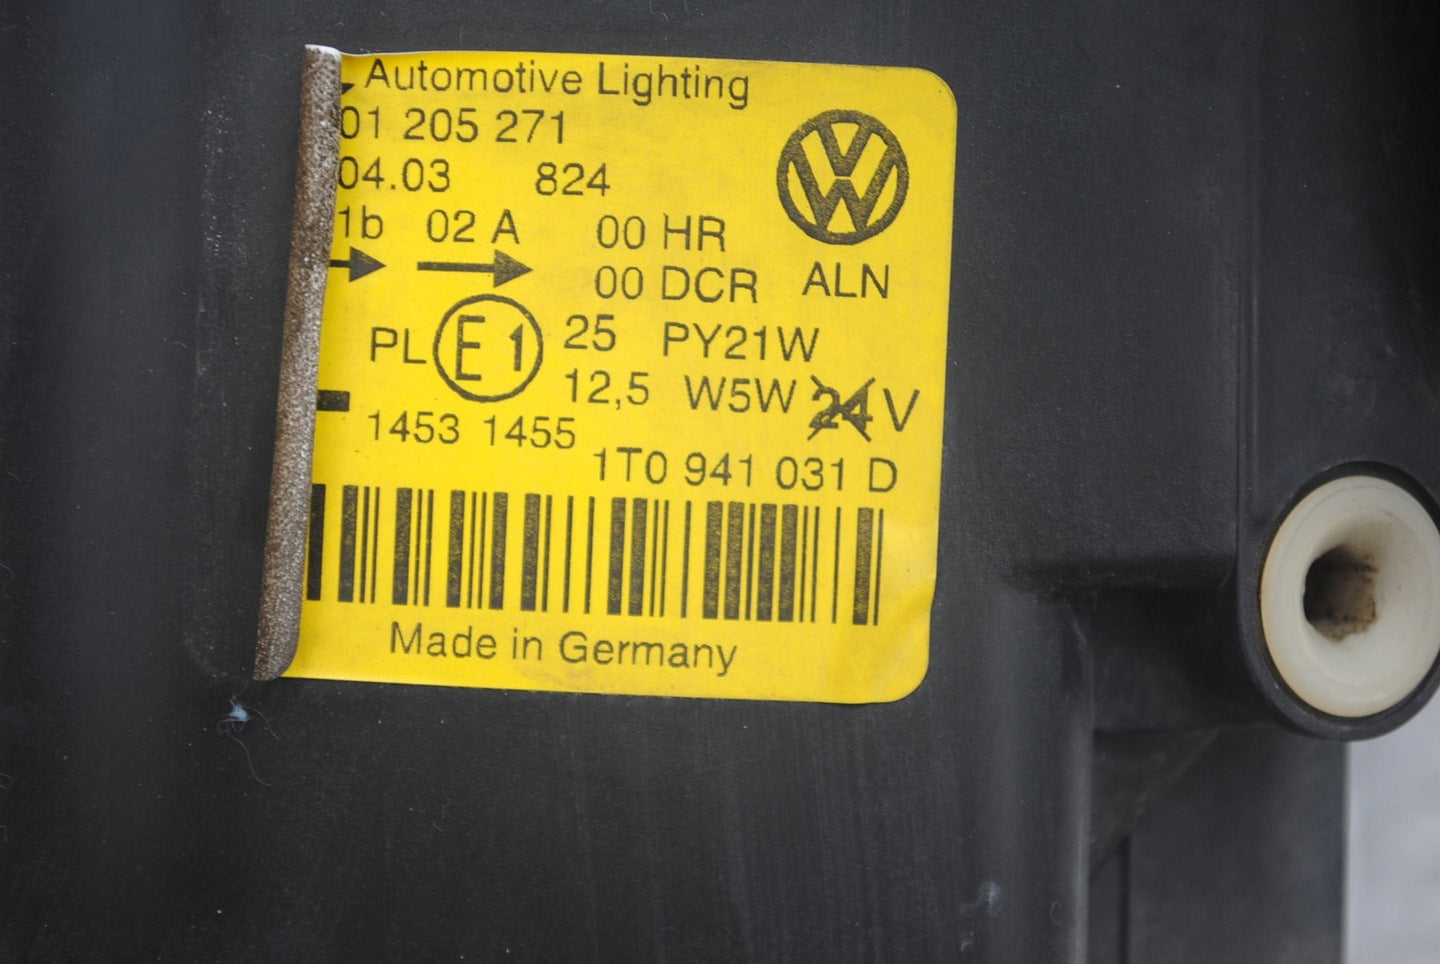 Automotive Lighting
01 205 271
04.03 824
1b 02 A 00 HR
00 DCR ALN
PL E1 25 PY21W
12,5 W5W 24 V
1453 1455
1T0 941 031 D
Made in Germany